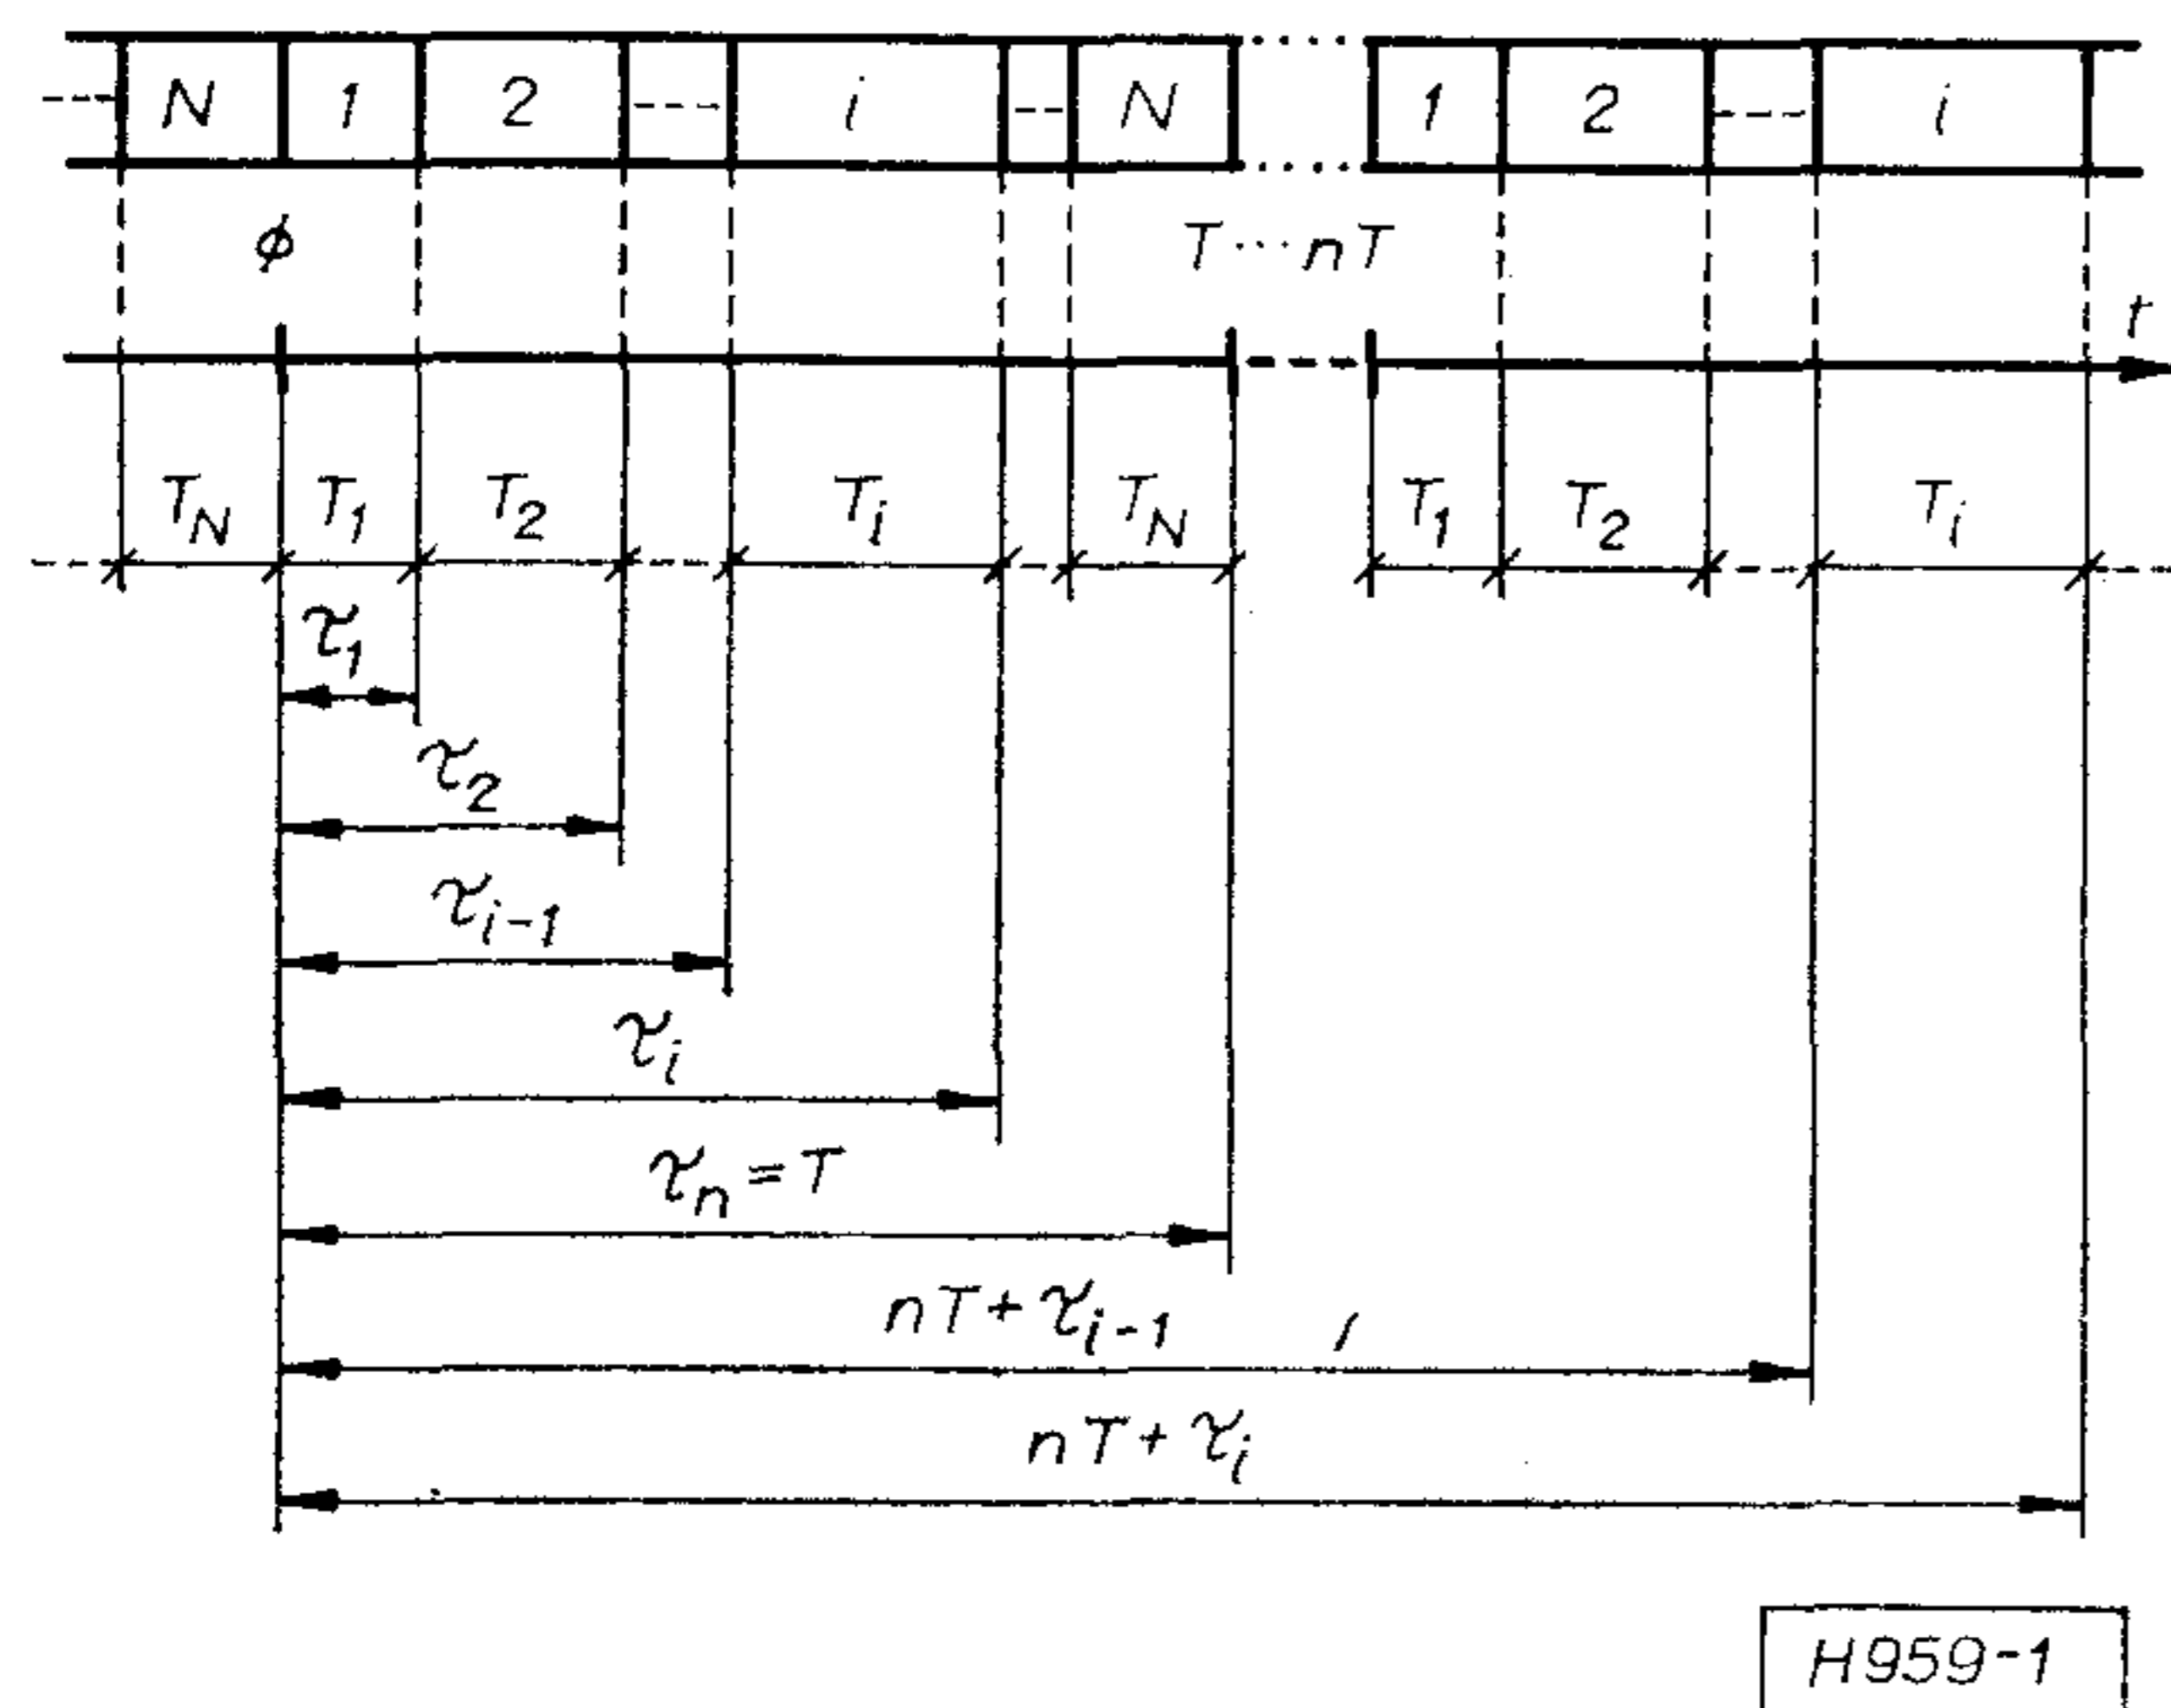 N 1 2 i N 1 2 i
ϕ T...nT
t
T_N T_1 T_2 T_i T_N T_1 T_2 T_i
τ_1
τ_2
τ_{i-1}
τ_i
τ_n = T
nT + τ_{i-1}
nT + τ_i
H959-1